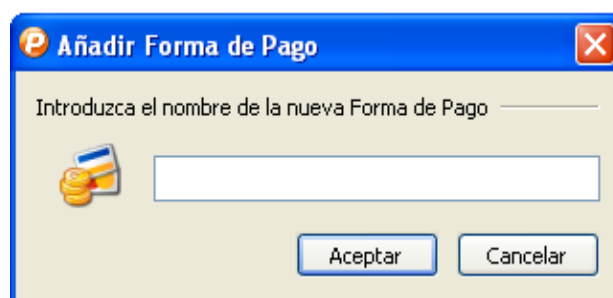 Añadir Forma de Pago
Introduzca el nombre de la nueva Forma de Pago
Aceptar Cancelar